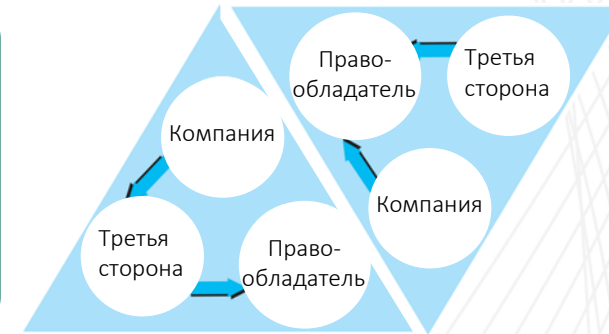 Компания
Третья
сторона
Право-
обладатель
Право-
обладатель
Третья
сторона
Компания